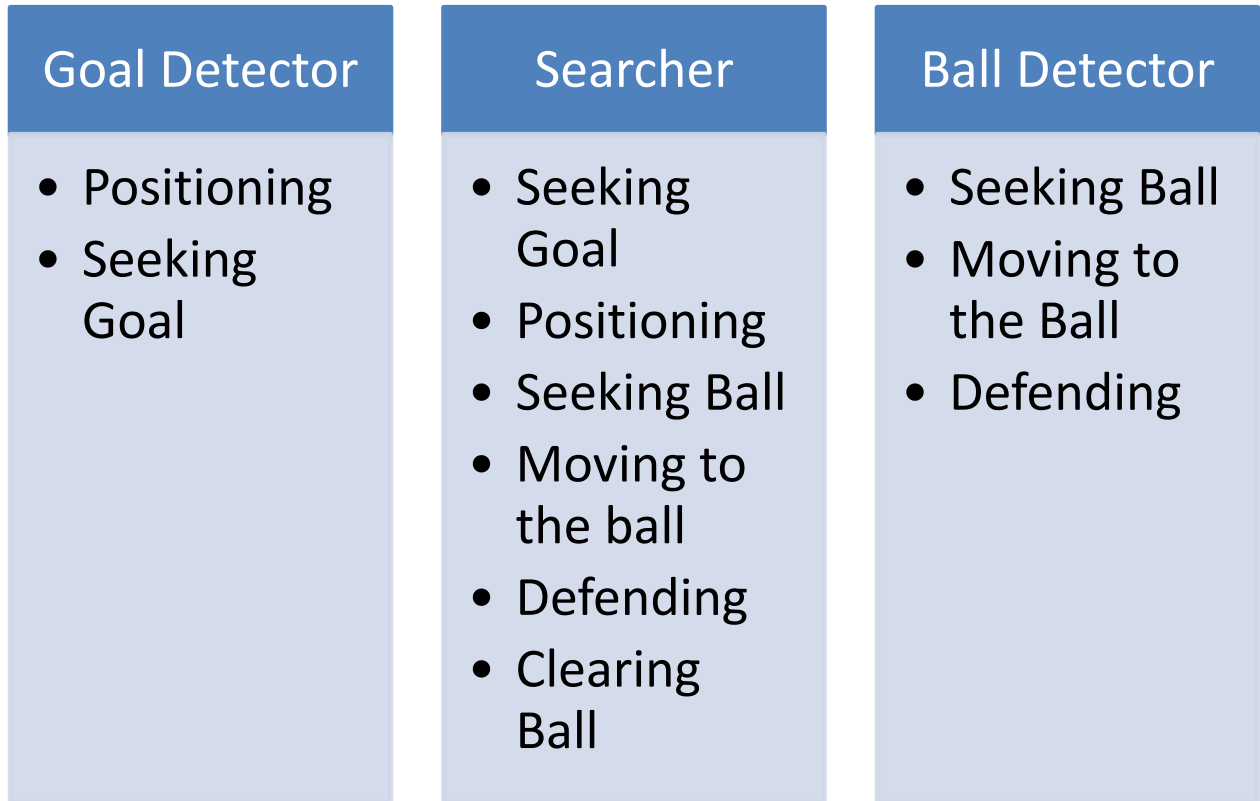 Goal Detector
• Positioning
• Seeking
Goal
Searcher
• Seeking
Goal
• Positioning
• Seeking Ball
• Moving to
the ball
• Defending
• Clearing
Ball
Ball Detector
• Seeking Ball
• Moving to
the Ball
• Defending